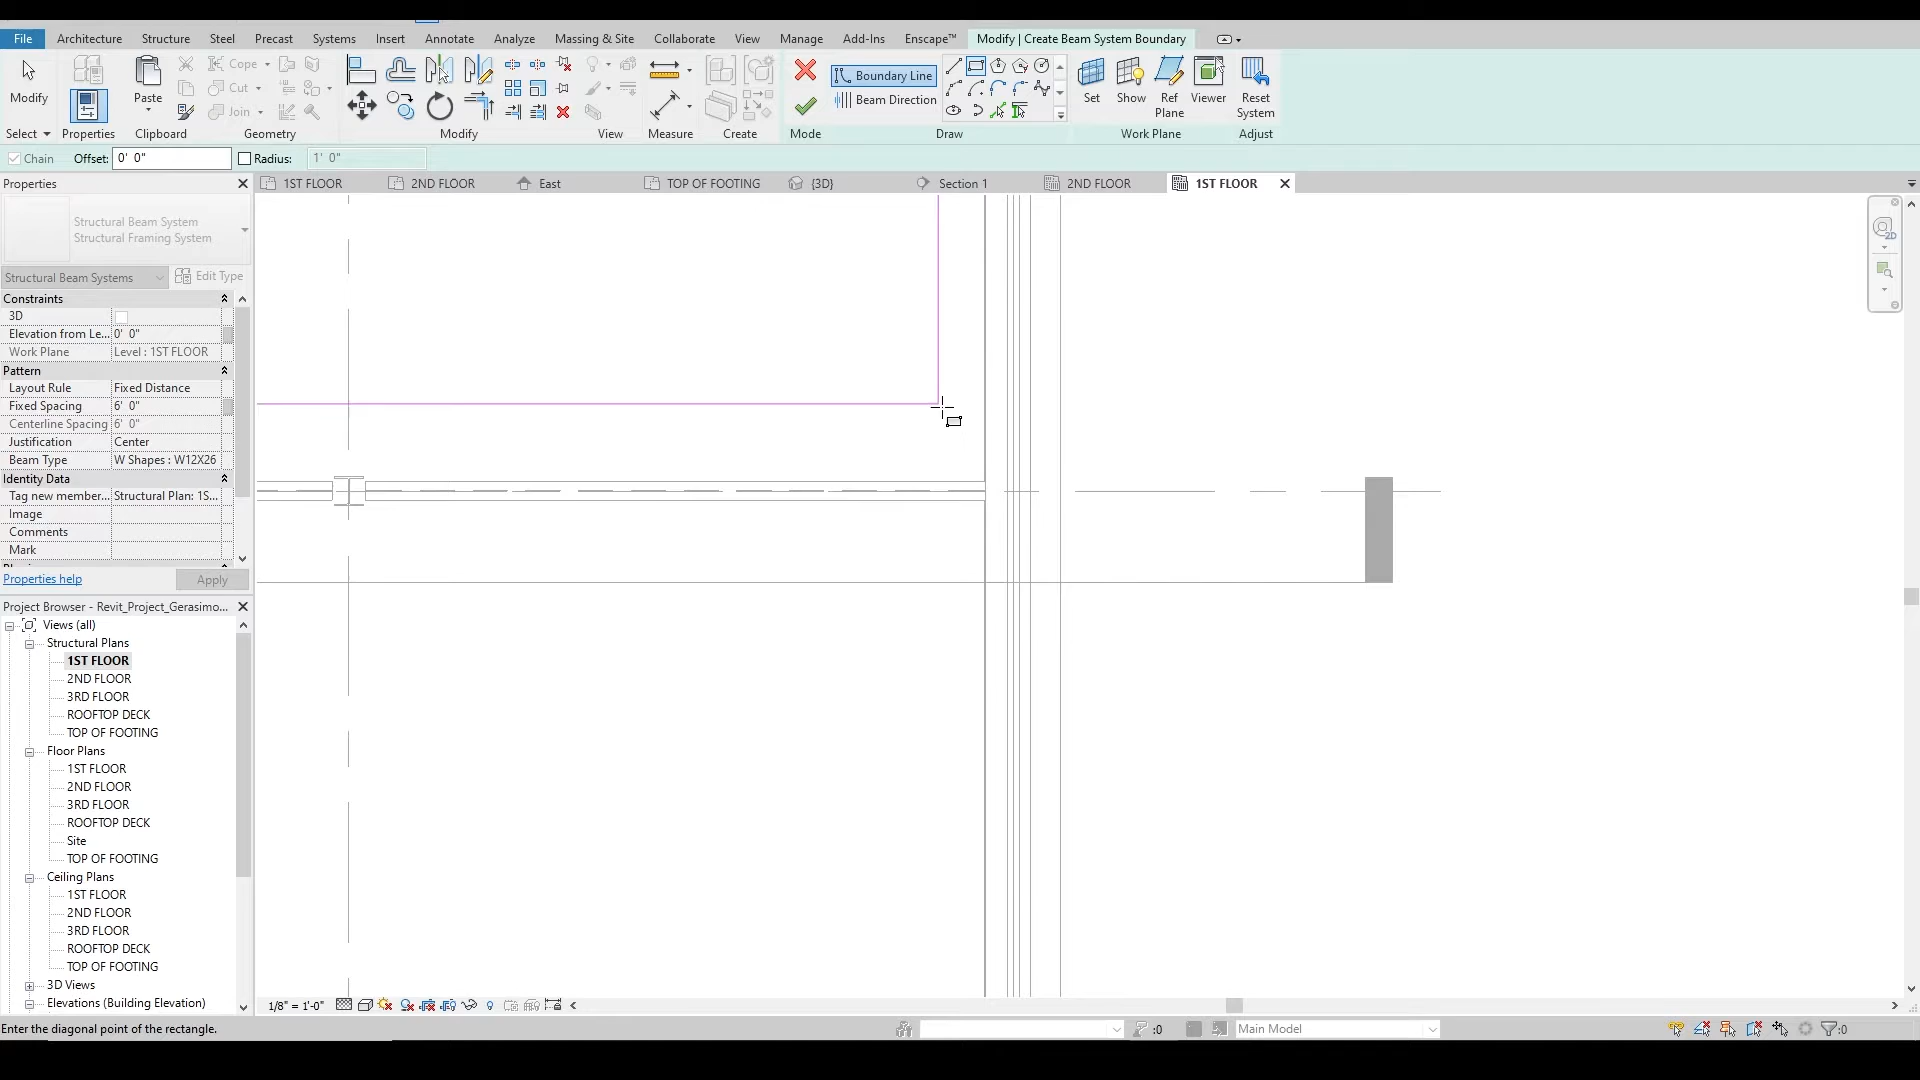 File Architecture Structure Steel Precast Systems Insert Annotate Analyze Massing & Site Collaborate View Manage Add-Ins Enscape™ Modify | Create Beam System Boundary
Modify Paste Cope Cut Join Boundary Line Beam Direction Set Show Ref Plane Viewer Reset System
Select Properties Clipboard Geometry Modify View Measure Create Mode Draw Work Plane Adjust
Chain Offset: 0' 0" Radius: 1' 0"
Properties
1ST FLOOR 2ND FLOOR East TOP OF FOOTING {3D} Section 1 2ND FLOOR 1ST FLOOR
2D
Structural Beam System
Structural Framing System
Structural Beam Systems Edit Type
Constraints
3D
Elevation from Le... 0' 0"
Work Plane Level : 1ST FLOOR
Pattern
Layout Rule Fixed Distance
Fixed Spacing 6' 0"
Centerline Spacing 6' 0"
Justification Center
Beam Type W Shapes : W12X26
Identity Data
Tag new member... Structural Plan: 1S...
Image
Comments
Mark
Properties help Apply
Project Browser - Revit_Project_Gerasimo...
Views (all)
Structural Plans
1ST FLOOR
2ND FLOOR
3RD FLOOR
ROOFTOP DECK
TOP OF FOOTING
Floor Plans
1ST FLOOR
2ND FLOOR
3RD FLOOR
ROOFTOP DECK
Site
TOP OF FOOTING
Ceiling Plans
1ST FLOOR
2ND FLOOR
3RD FLOOR
ROOFTOP DECK
TOP OF FOOTING
3D Views
Elevations (Building Elevation)
1/8" = 1'-0"
Enter the diagonal point of the rectangle. :0 Main Model :0